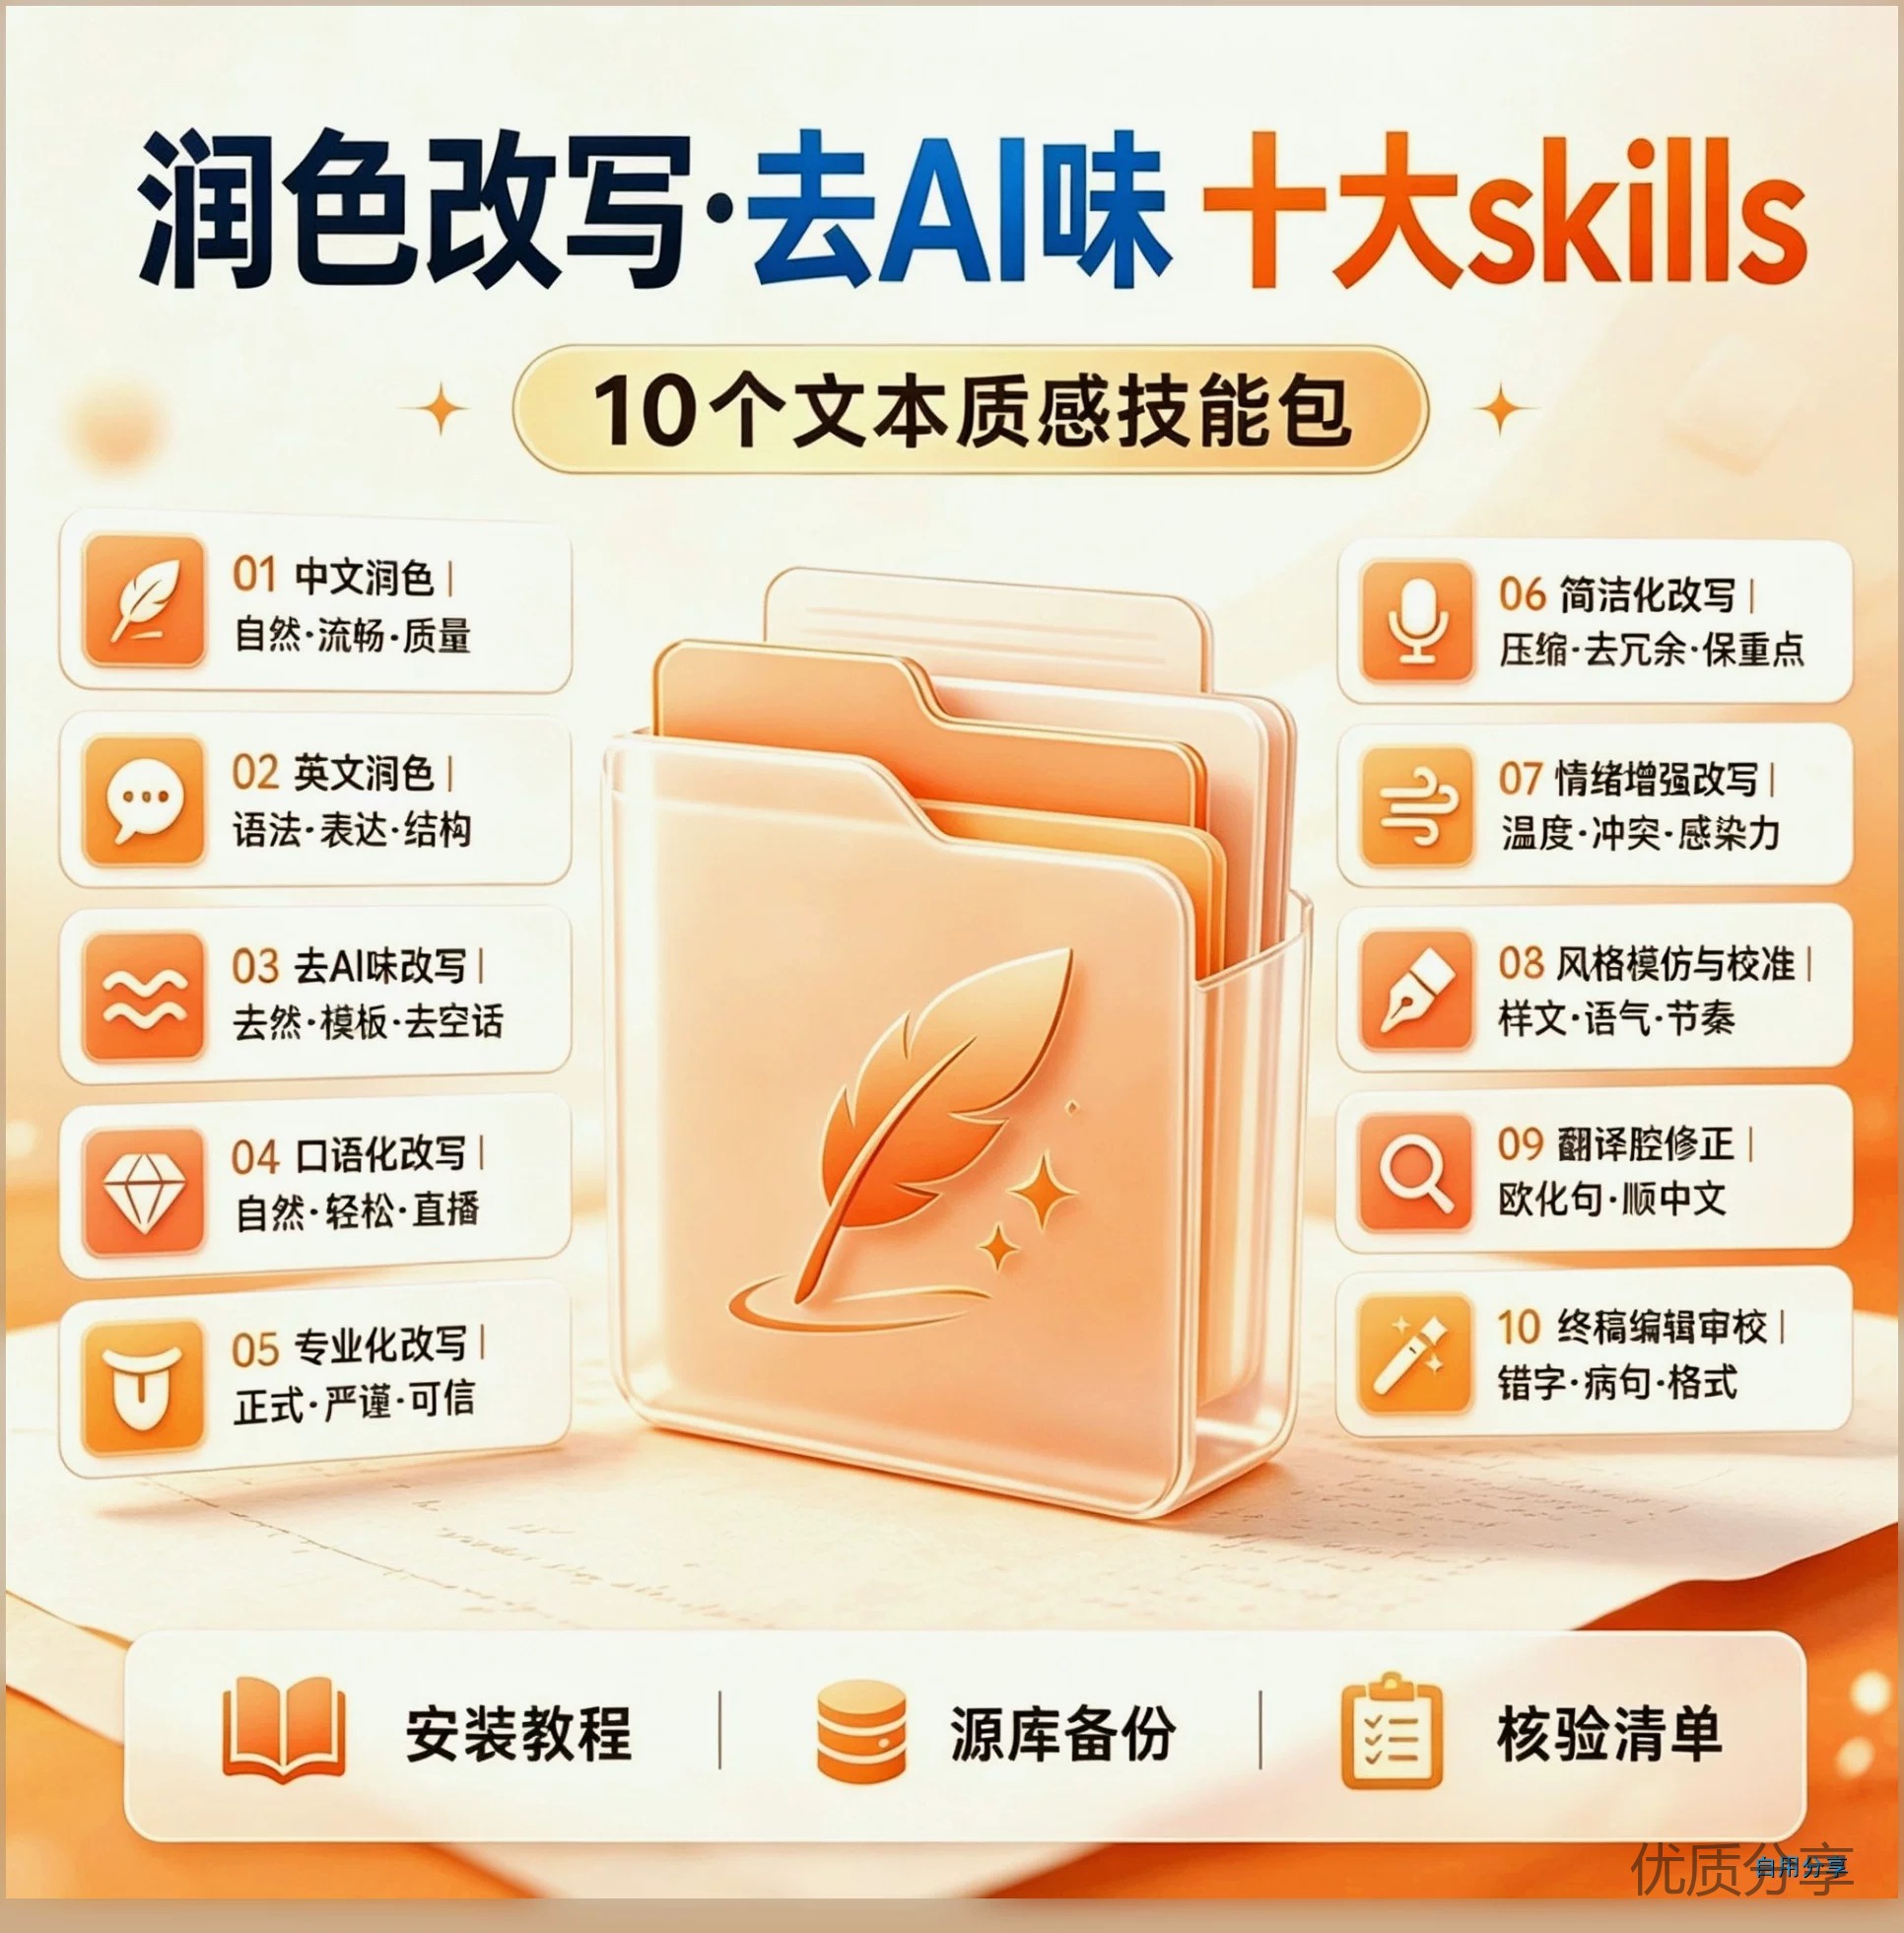 润色改写·去AI味 十大skills
10个文本质感技能包
01 中文润色|
自然·流畅·质量
02 英文润色|
语法·表达·结构
03 去AI味改写|
去然·模板·去空话
04 口语化改写|
自然·轻松·直播
05 专业化改写|
正式·严谨·可信
06 简洁化改写|
压缩·去冗余·保重点
07 情绪增强改写|
温度·冲突·感染力
08 风格模仿与校准|
样文·语气·节奏
09 翻译腔修正|
欧化句·顺中文
10 终稿编辑审校|
错字·病句·格式
安装教程
源库备份
核验清单
优质分享
自用分享